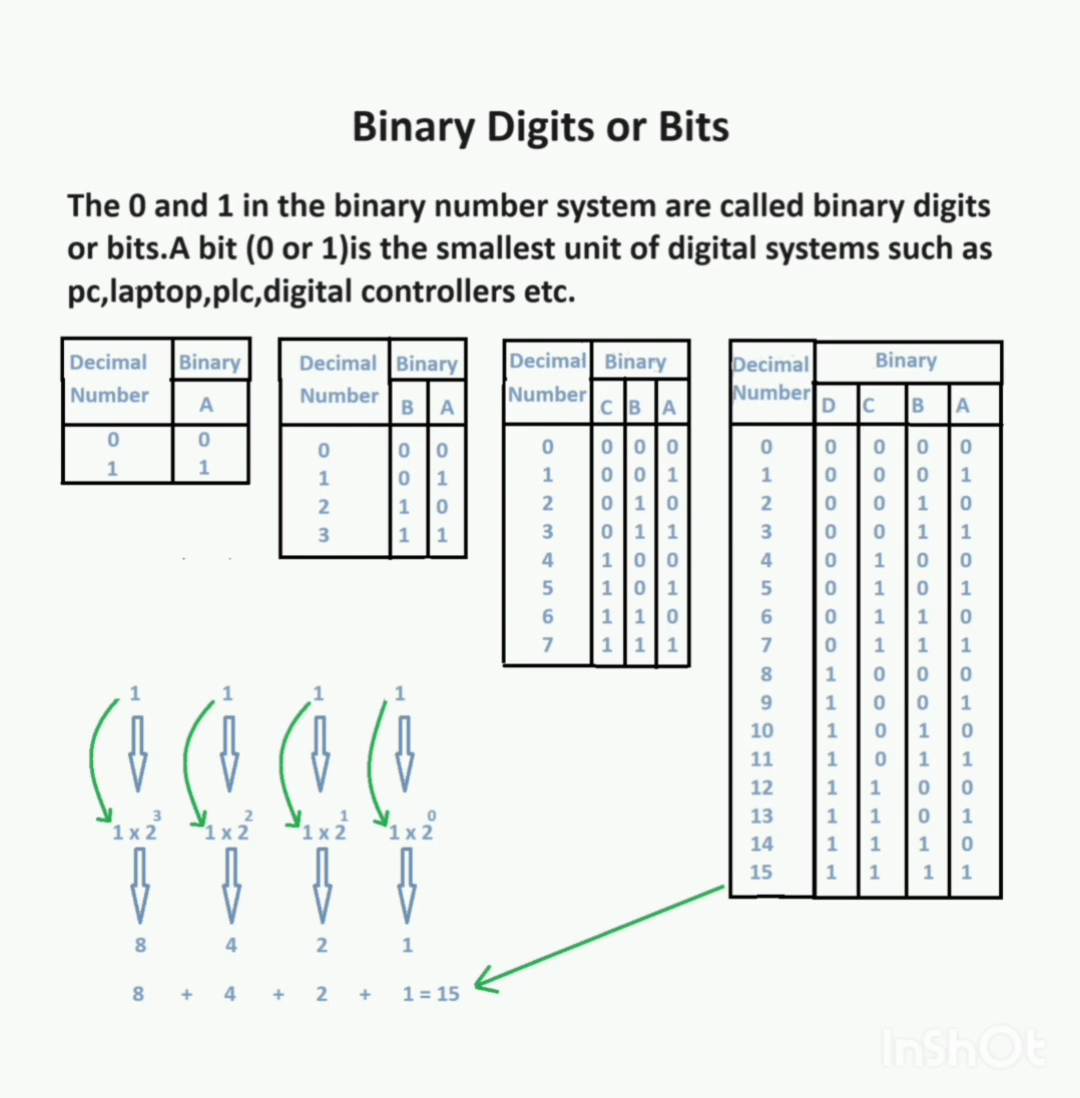 Binary Digits or Bits
The 0 and 1 in the binary number system are called binary digits
or bits.A bit (0 or 1)is the smallest unit of digital systems such as
pc,laptop,plc,digital controllers etc.
Decimal Binary
Number A
0 0
1 1
Decimal Binary
Number B A
0 0 0
1 0 1
2 1 0
3 1 1
Decimal Binary
Number C B A
0 0 0 0
1 0 0 1
2 0 1 0
3 0 1 1
4 1 0 0
5 1 0 1
6 1 1 0
7 1 1 1
Decimal Binary
Number D C B A
0 0 0 0 0
1 0 0 0 1
2 0 0 1 0
3 0 0 1 1
4 0 1 0 0
5 0 1 0 1
6 0 1 1 0
7 0 1 1 1
8 1 0 0 0
9 1 0 0 1
10 1 0 1 0
11 1 0 1 1
12 1 1 0 0
13 1 1 0 1
14 1 1 1 0
15 1 1 1 1
1 1 1 1
1 x 2³ 1 x 2² 1 x 2¹ 1 x 2⁰
8 4 2 1
8 + 4 + 2 + 1 = 15
InShOt